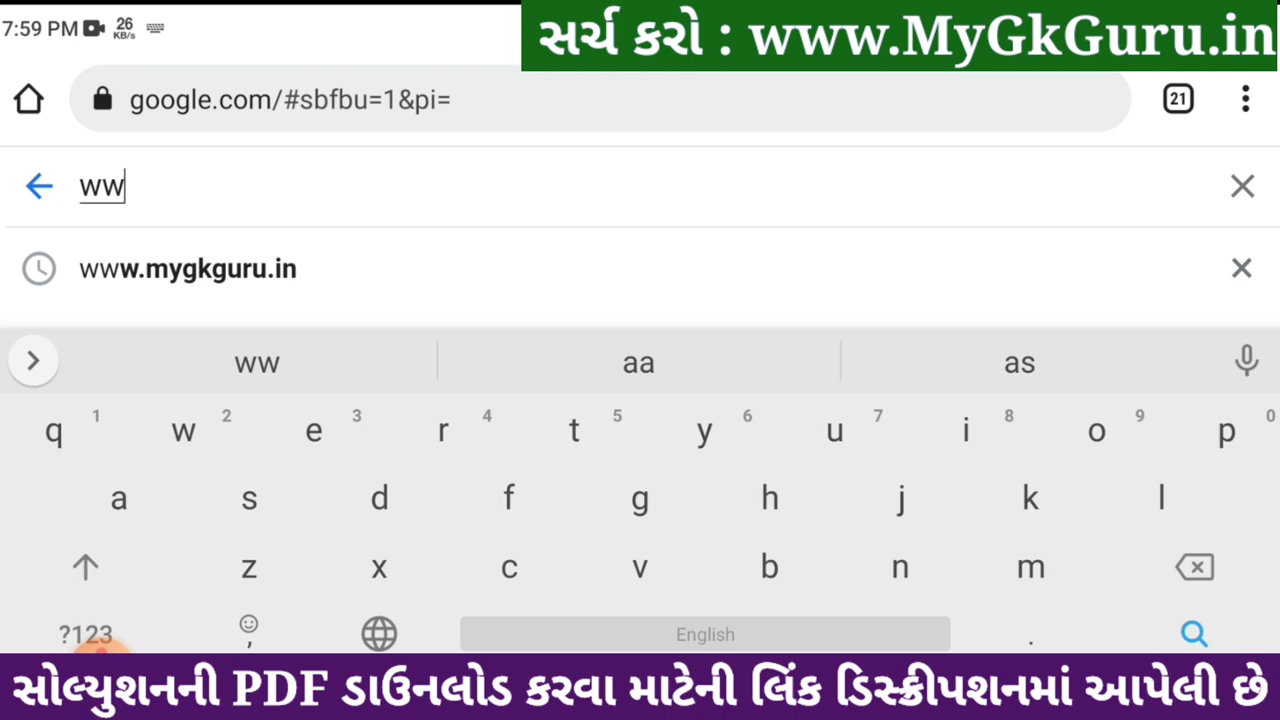 7:59 PM 26 KB/s
સર્ચ કરો : www.MyGkGuru.in
google.com/#sbfbu=1&pi=
21
ww
www.mygkguru.in
ww aa as
q 1 w 2 e 3 r 4 t 5 y 6 u 7 i 8 o 9 p 0
a s d f g h j k l
z x c v b n m
?123 , English .
સોલ્યુશનની PDF ડાઉનલોડ કરવા માટેની લિંક ડિસ્ક્રીપશનમાં આપેલી છે